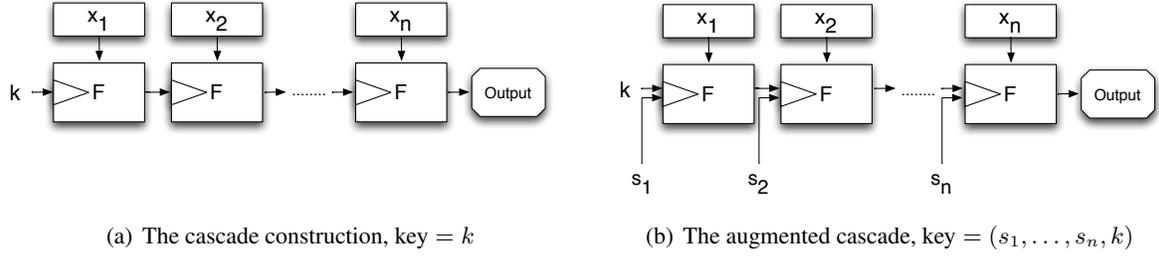 x1 x2 xn
k F F ........ F Output
(a) The cascade construction, key = k
x1 x2 xn
k F F ........ F Output
s1 s2 sn
(b) The augmented cascade, key = (s1, . . . , sn, k)